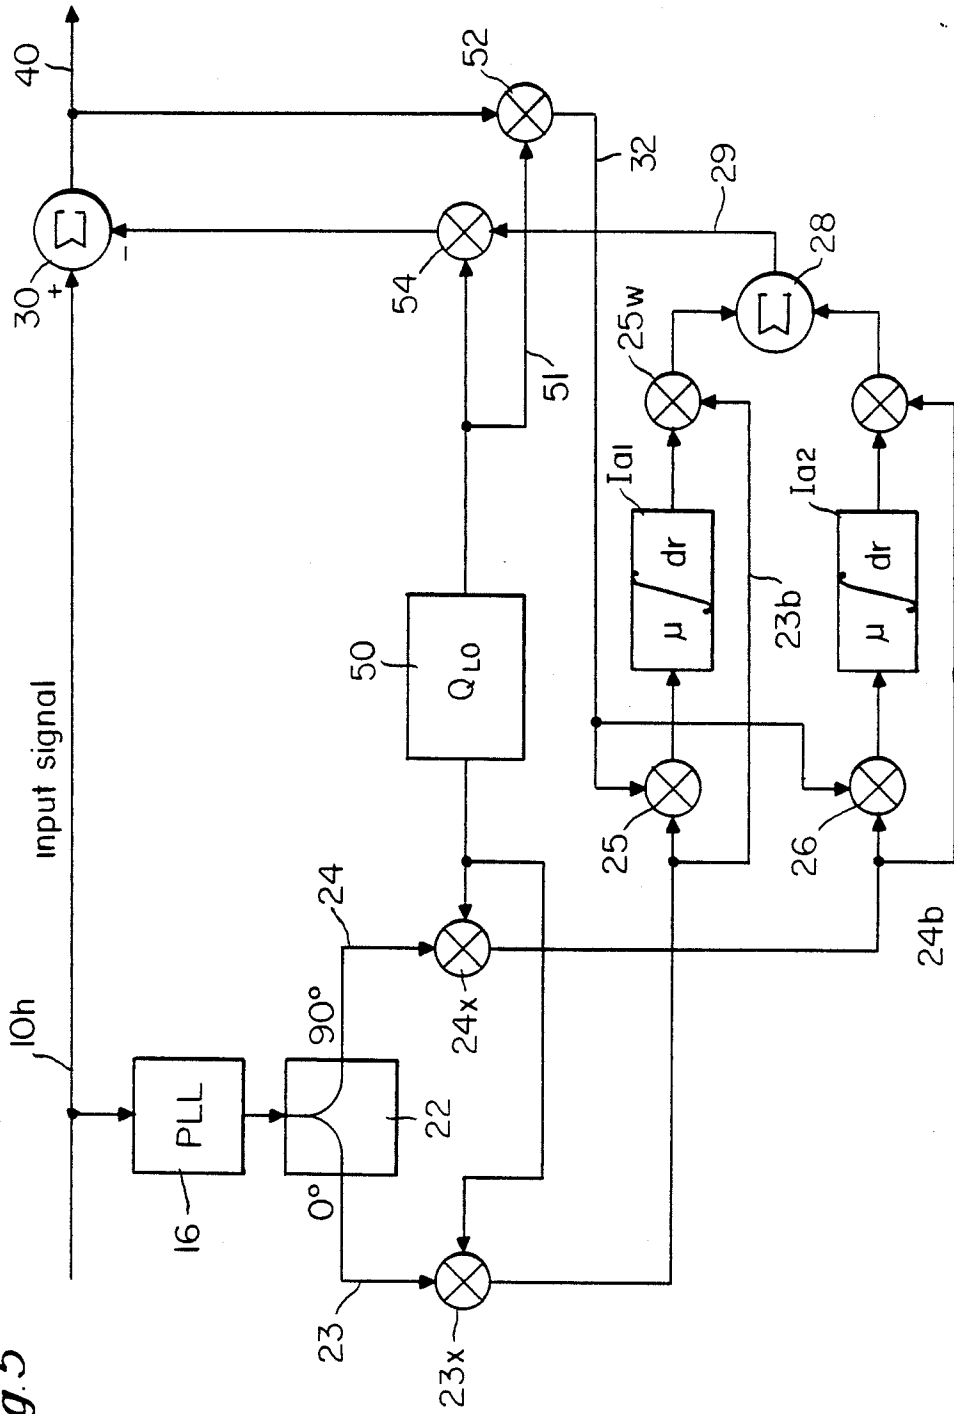 10h
input signal
30
+
Σ
-
40
PLL
16
0°
90°
22
23
24
23x
24x
50
QLO
54
51
52
32
29
25
μ ∫ dr
Ia1
25w
23b
28
Σ
26
μ ∫ dr
Ia2
24b
g.5